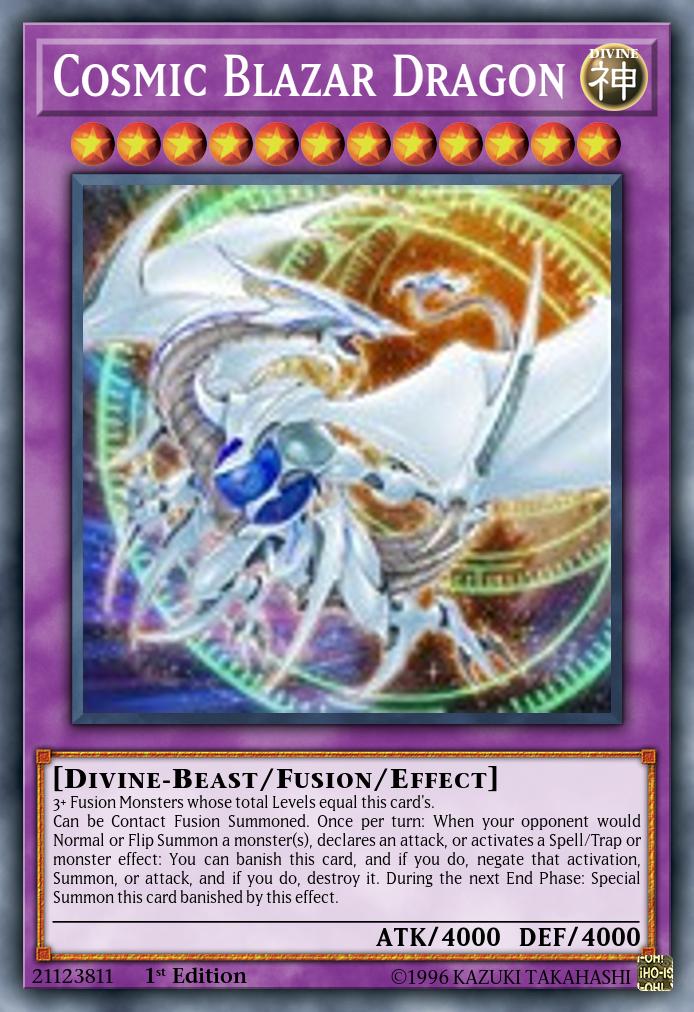 COSMIC BLAZAR DRAGON
DIVINE
神
[DIVINE-BEAST/FUSION/EFFECT]
3+ Fusion Monsters whose total Levels equal this card's.
Can be Contact Fusion Summoned. Once per turn: When your opponent would
Normal or Flip Summon a monster(s), declares an attack, or activates a Spell/Trap or
monster effect: You can banish this card, and if you do, negate that activation,
Summon, or attack, and if you do, destroy it. During the next End Phase: Special
Summon this card banished by this effect.
ATK/4000 DEF/4000
21123811 1st Edition ©1996 KAZUKI TAKAHASHI